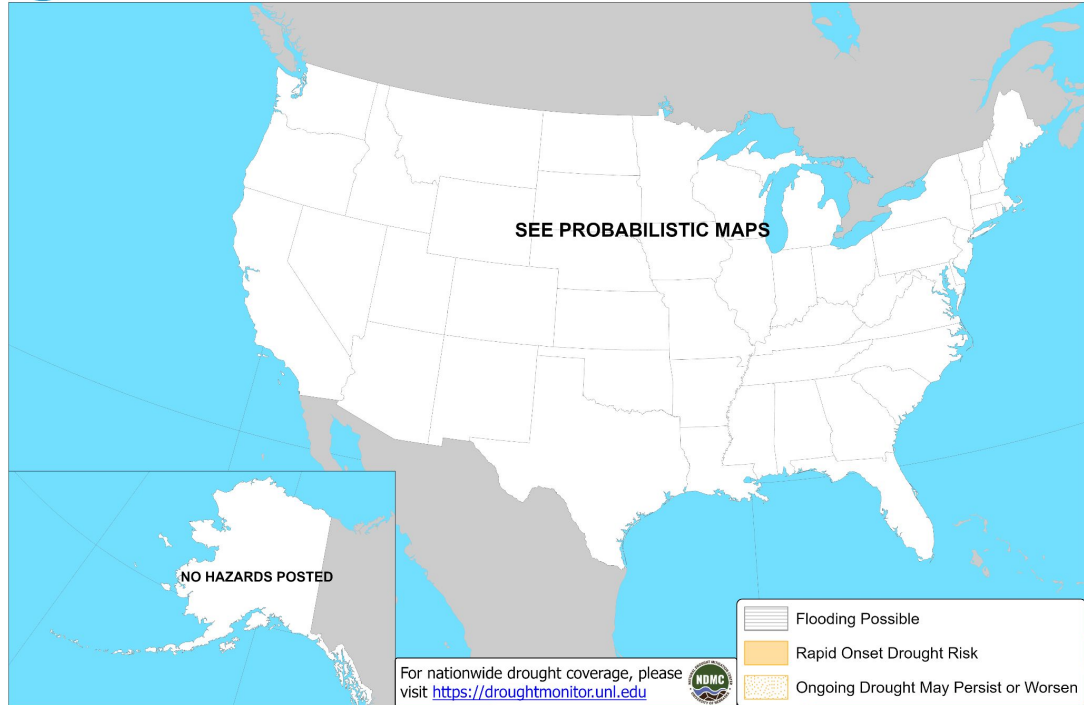 SEE PROBABILISTIC MAPS
NO HAZARDS POSTED
For nationwide drought coverage, please
visit https://droughtmonitor.unl.edu
NDMC
Flooding Possible
Rapid Onset Drought Risk
Ongoing Drought May Persist or Worsen